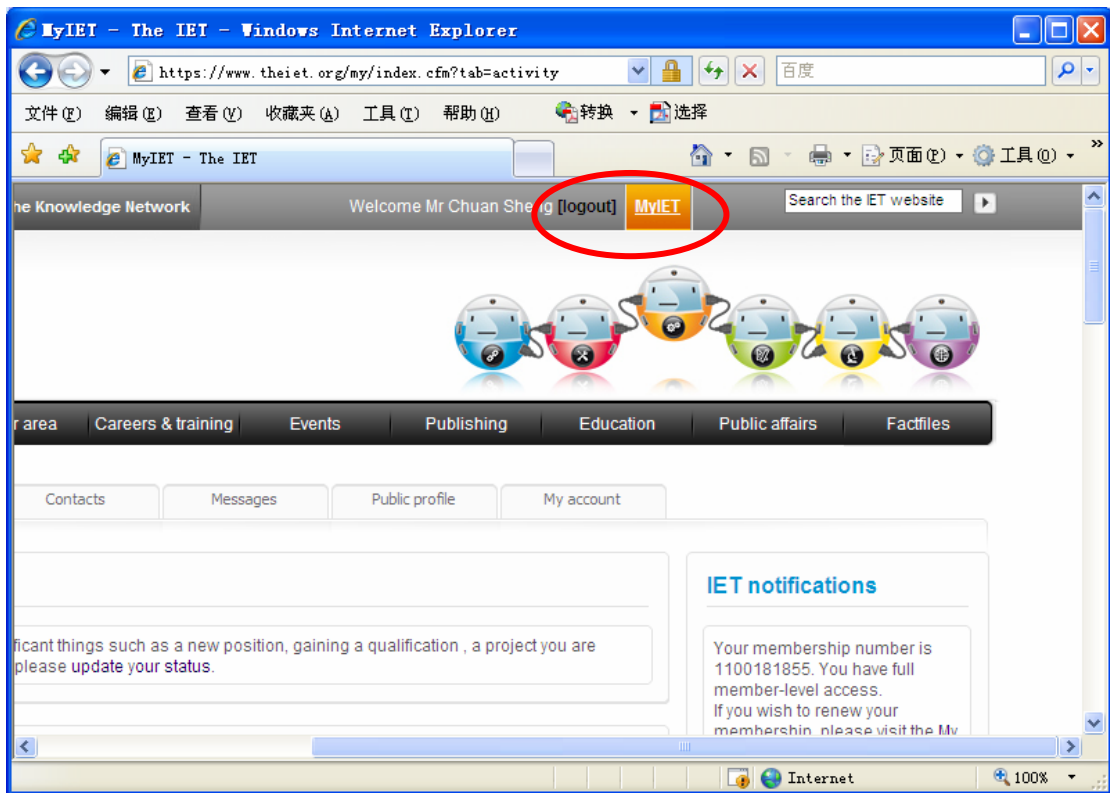 MyIET - The IET - Windows Internet Explorer
https://www.theiet.org/my/index.cfm?tab=activity
百度
文件(F) 编辑(E) 查看(V) 收藏夹(A) 工具(T) 帮助(H) 转换 选择
MyIET - The IET
页面(P) 工具(O) »
he Knowledge Network
Welcome Mr Chuan Sheng [logout] MyIET
Search the IET website
r area Careers & training Events Publishing Education Public affairs Factfiles
Contacts Messages Public profile My account
IET notifications
ficant things such as a new position, gaining a qualification , a project you are
please update your status.
Your membership number is
1100181855. You have full
member-level access.
If you wish to renew your
membership, please visit the My
Internet 100%